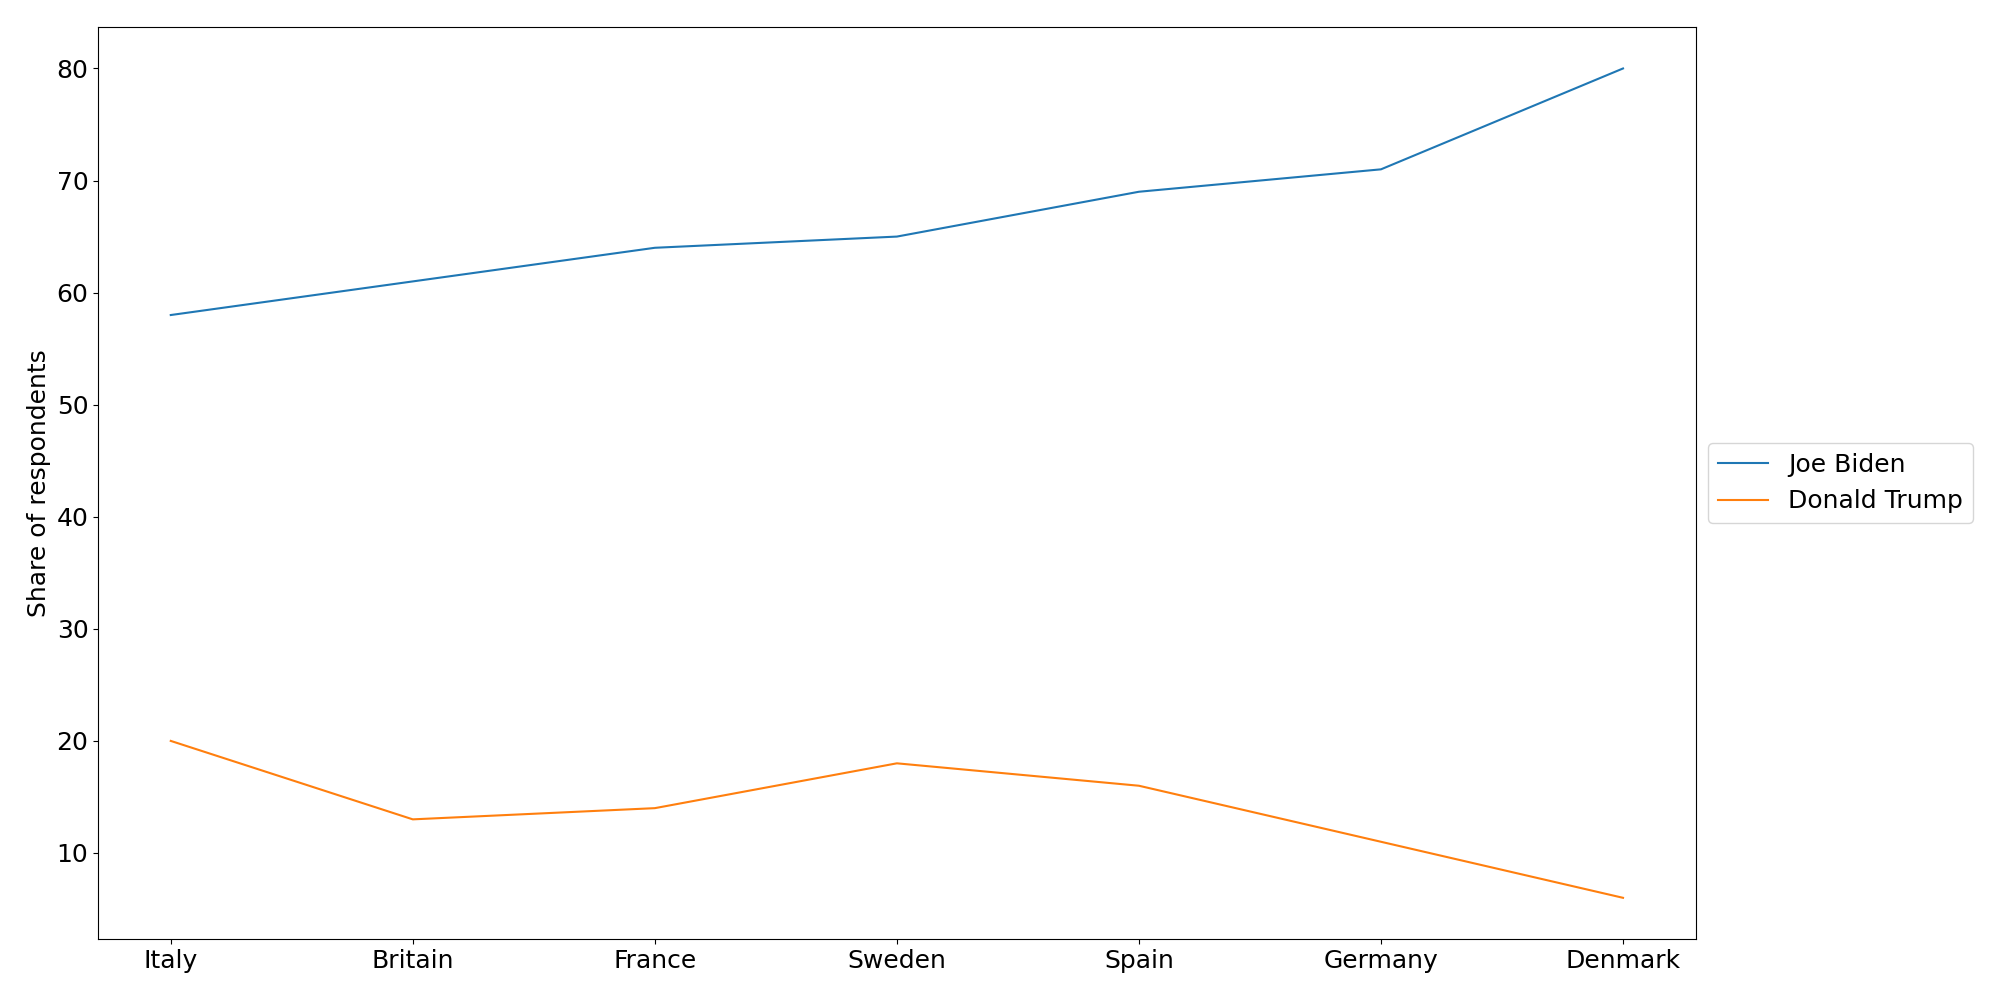 80
70
60
50
40
30
20
10
Share of respondents
Italy Britain France Sweden Spain Germany Denmark
Joe Biden
Donald Trump